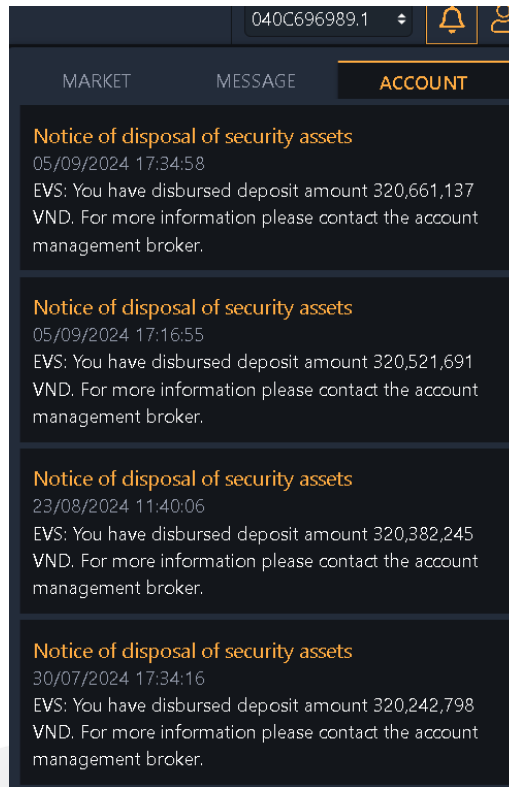 040C696989.1
MARKET MESSAGE ACCOUNT
Notice of disposal of security assets
05/09/2024 17:34:58
EVS: You have disbursed deposit amount 320,661,137
VND. For more information please contact the account
management broker.
Notice of disposal of security assets
05/09/2024 17:16:55
EVS: You have disbursed deposit amount 320,521,691
VND. For more information please contact the account
management broker.
Notice of disposal of security assets
23/08/2024 11:40:06
EVS: You have disbursed deposit amount 320,382,245
VND. For more information please contact the account
management broker.
Notice of disposal of security assets
30/07/2024 17:34:16
EVS: You have disbursed deposit amount 320,242,798
VND. For more information please contact the account
management broker.